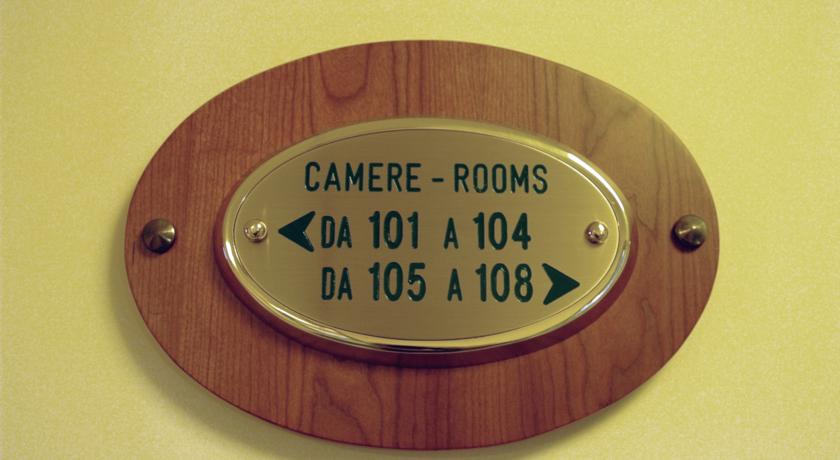 CAMERE - ROOMS
DA 101 A 104
DA 105 A 108